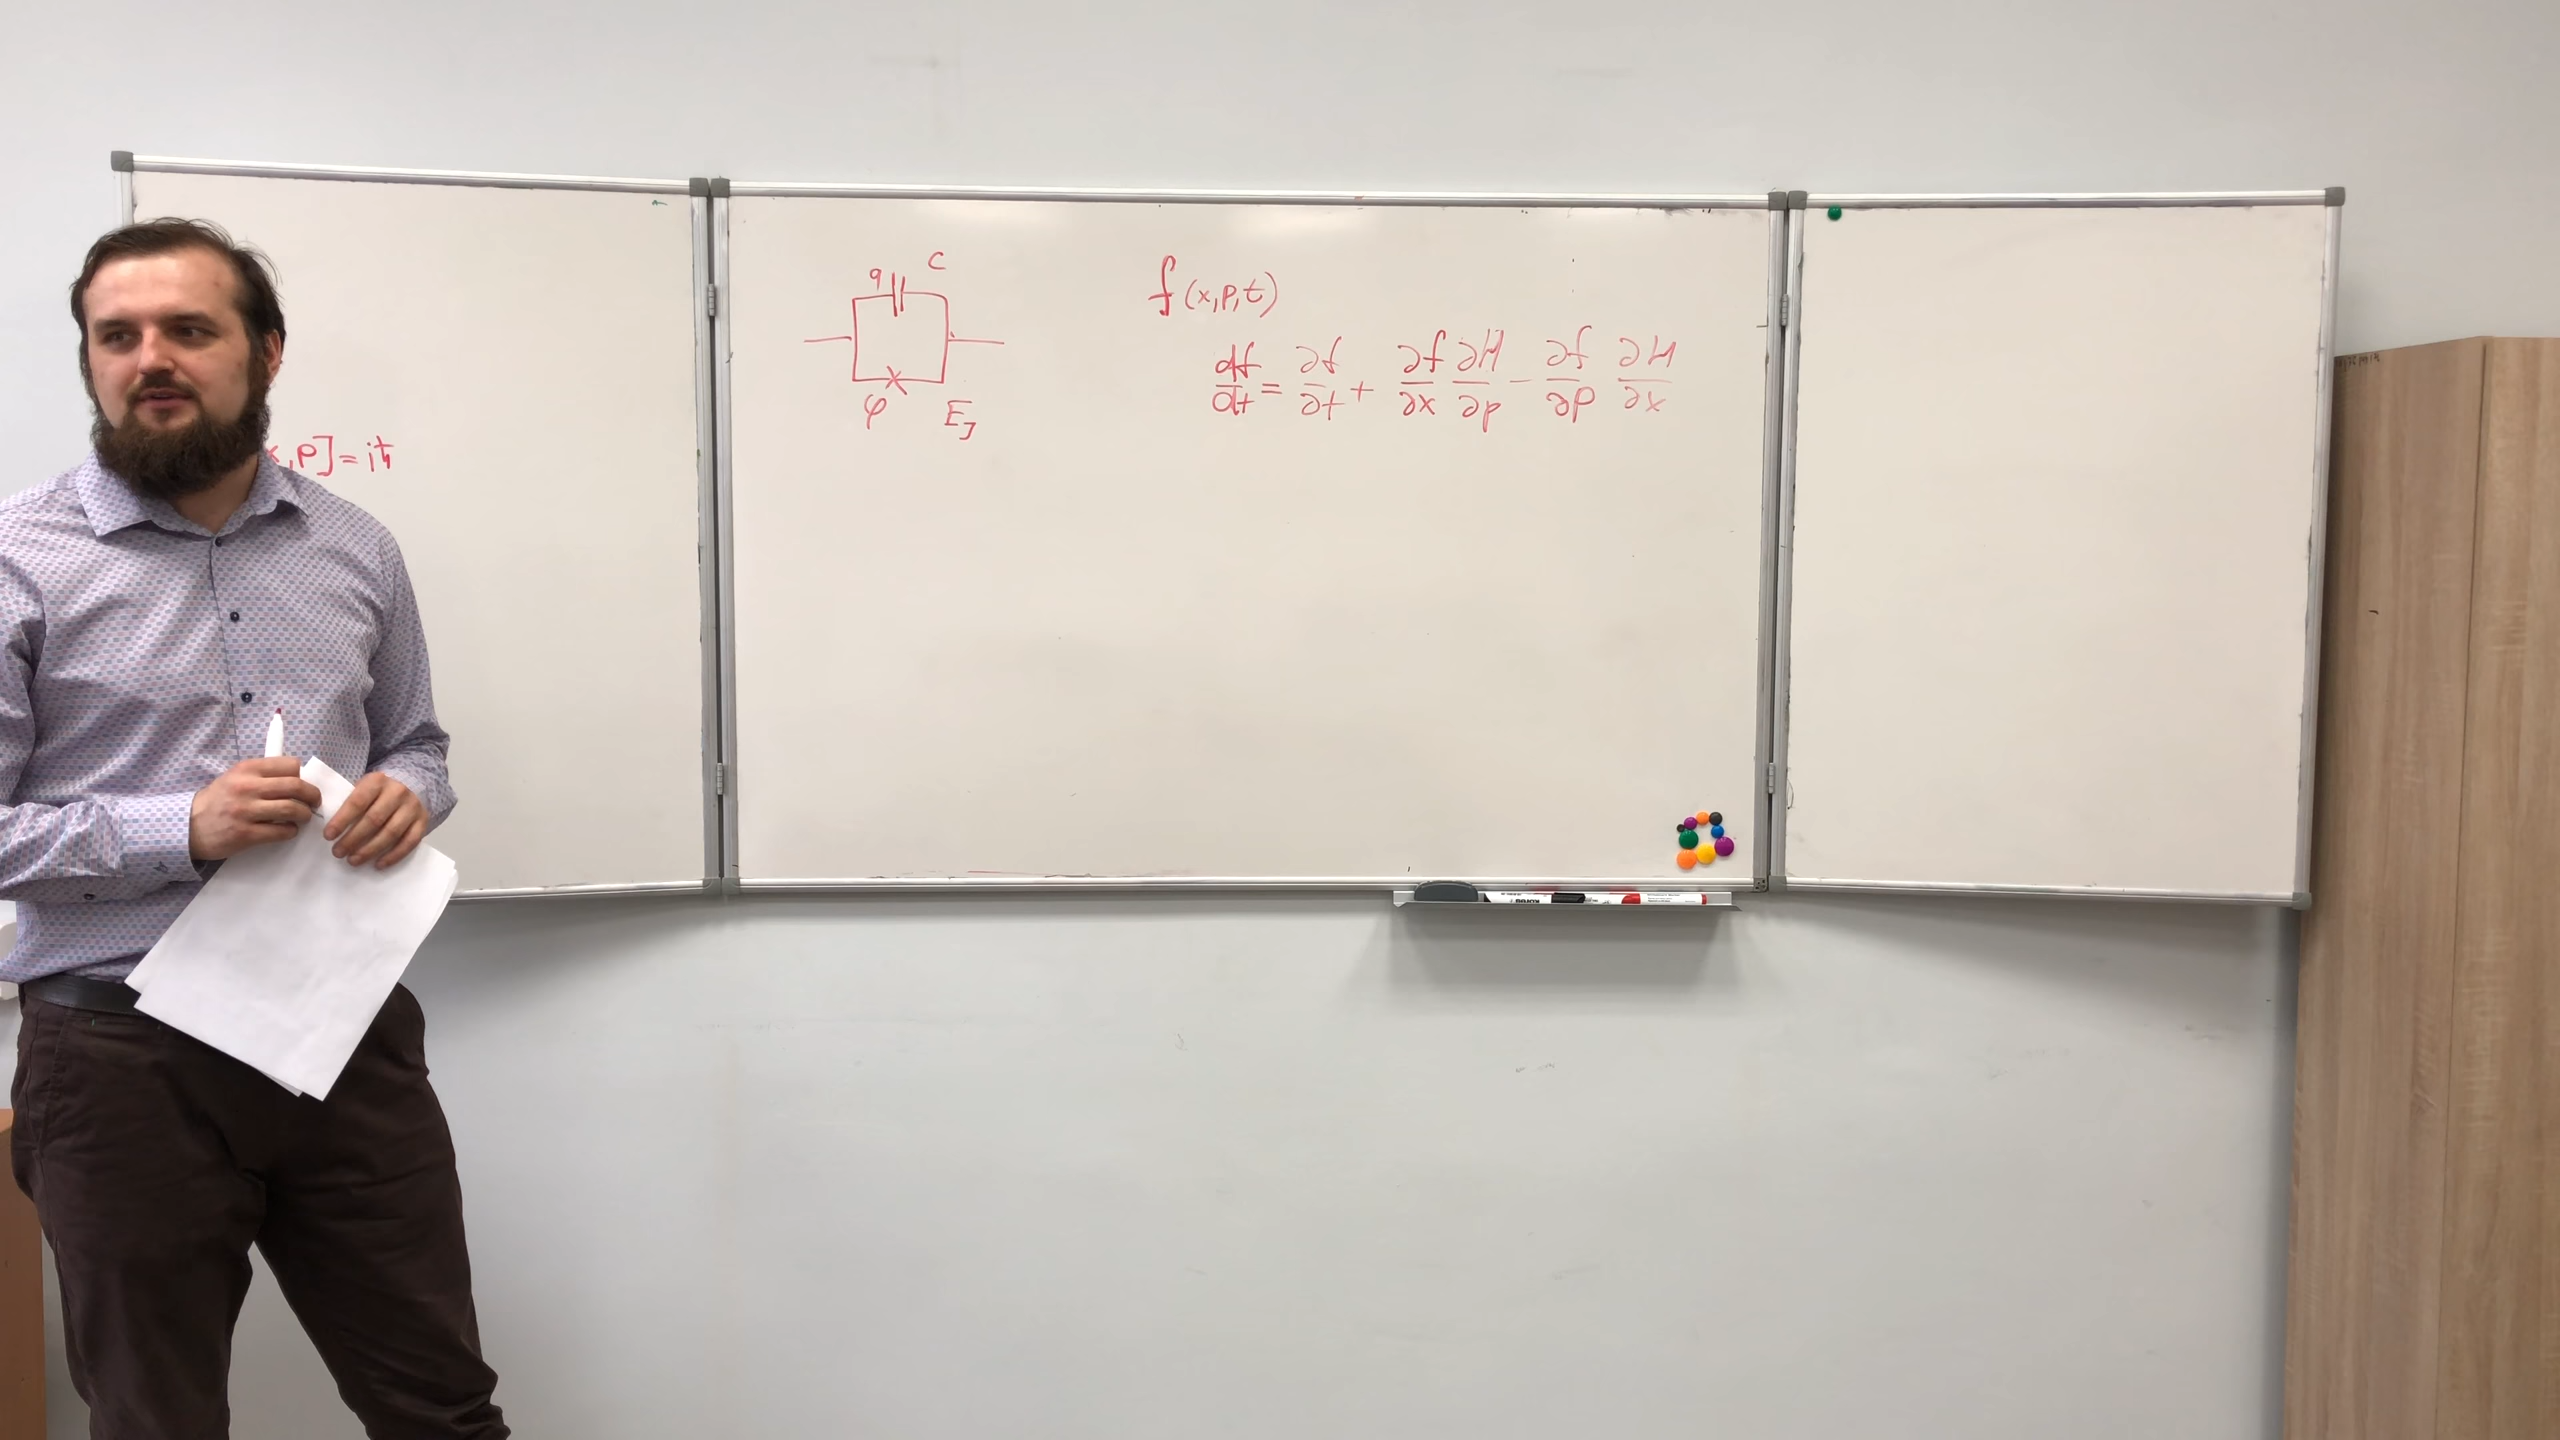 ,p]=iħ
q C
φ E_J
f(x,p,t)
df/dt = ∂f/∂t + ∂f/∂x ∂H/∂p - ∂f/∂p ∂H/∂x